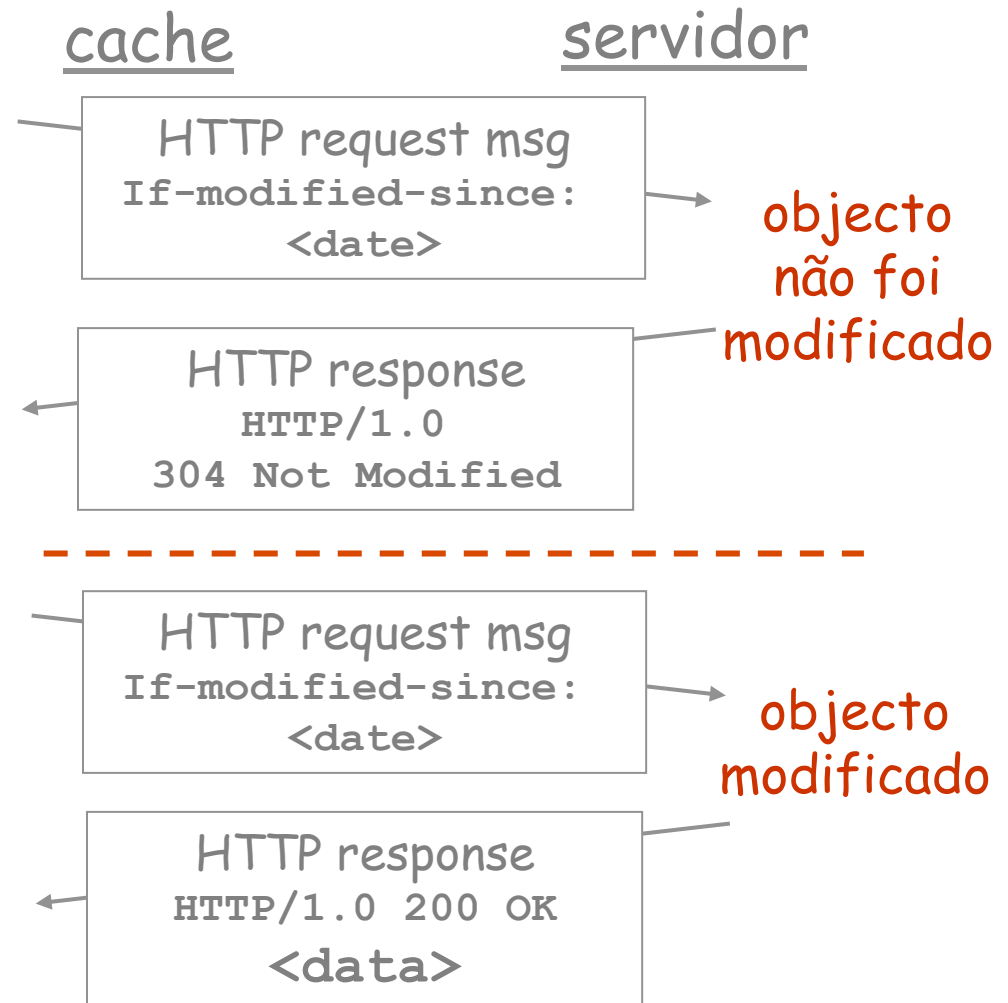 cache
servidor
HTTP request msg
If-modified-since:
<date>
objecto
não foi
modificado
HTTP response
HTTP/1.0
304 Not Modified
HTTP request msg
If-modified-since:
<date>
objecto
modificado
HTTP response
HTTP/1.0 200 OK
<data>